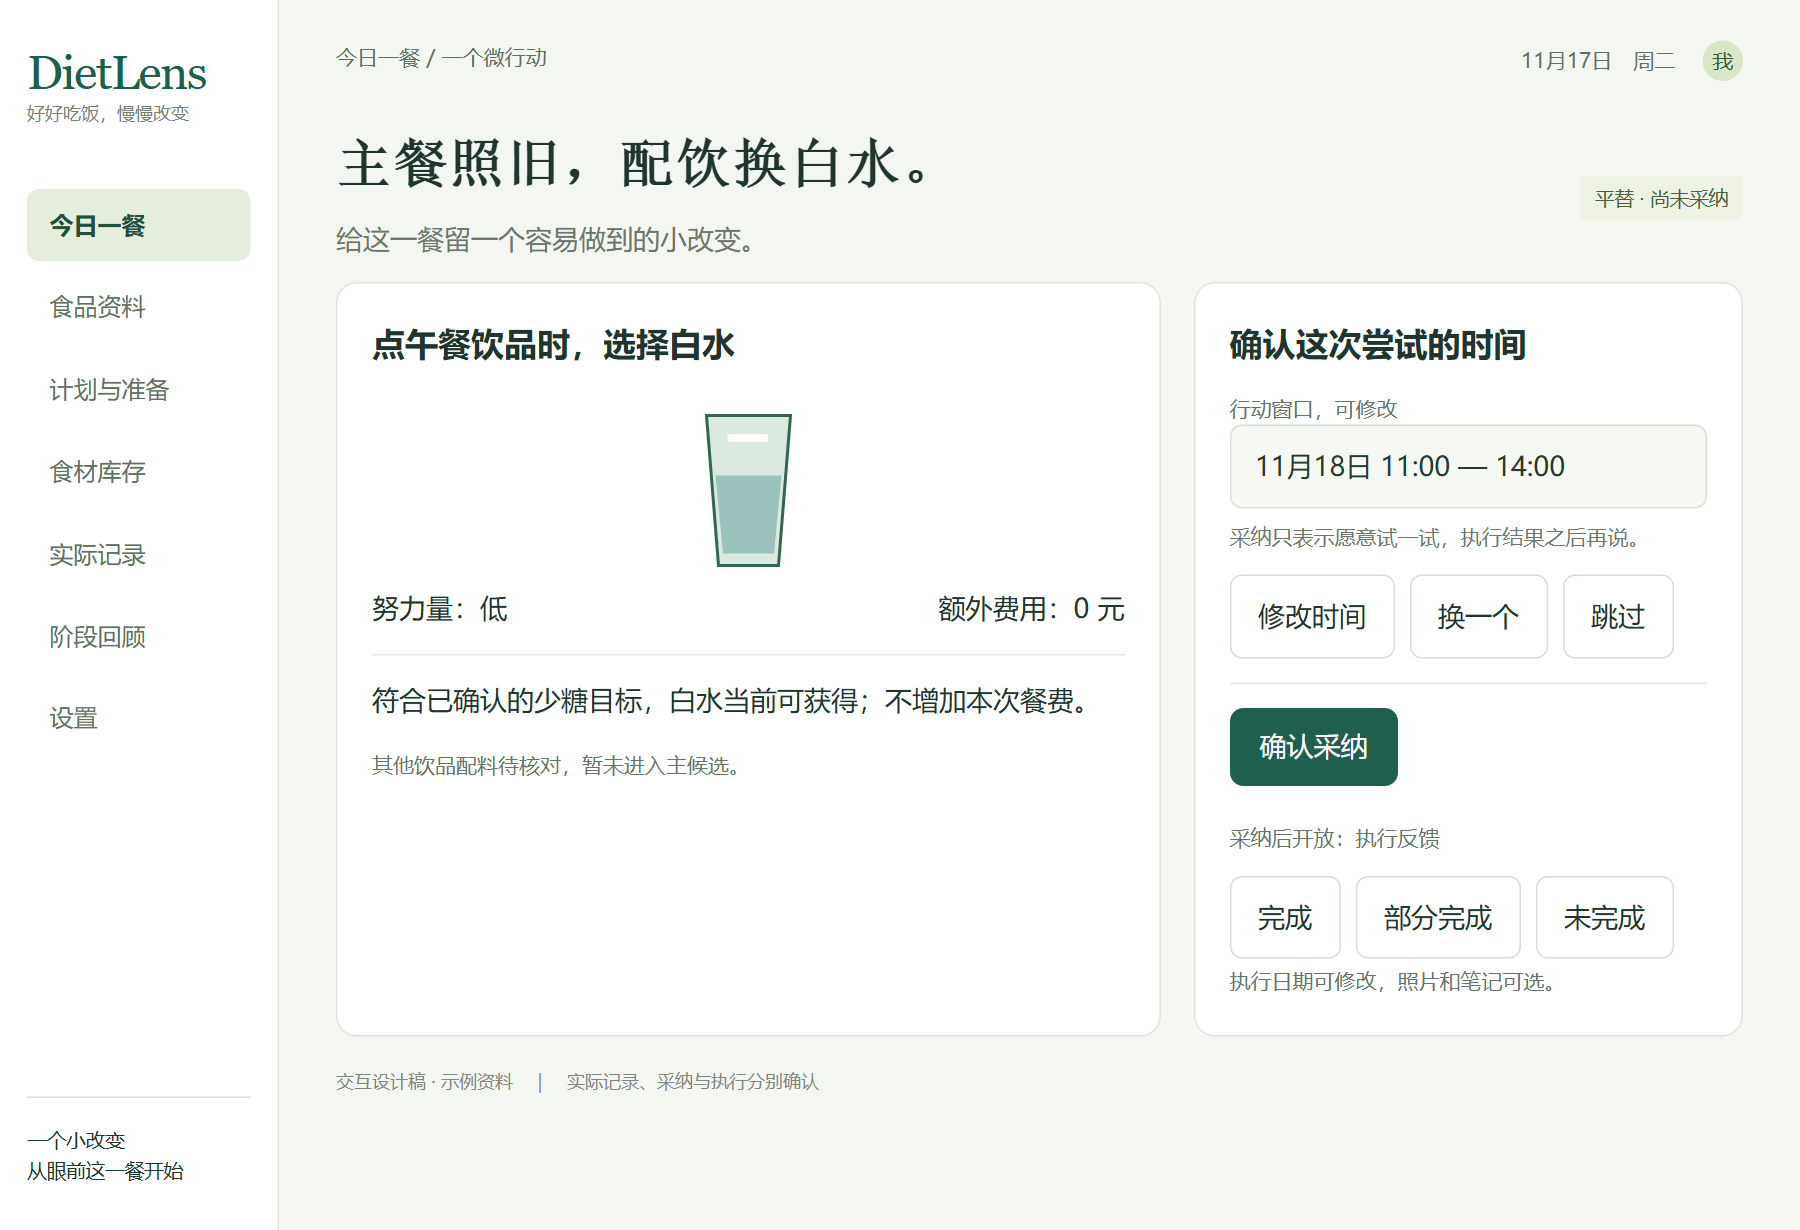 DietLens
好好吃饭，慢慢改变
今日一餐
食品资料
计划与准备
食材库存
实际记录
阶段回顾
设置
一个小改变
从眼前这一餐开始
今日一餐 / 一个微行动
11月17日 周二 我
主餐照旧，配饮换白水。
给这一餐留一个容易做到的小改变。
平替 · 尚未采纳
点午餐饮品时，选择白水
努力量：低 额外费用：0 元
符合已确认的少糖目标，白水当前可获得；不增加本次餐费。
其他饮品配料待核对，暂未进入主候选。
确认这次尝试的时间
行动窗口，可修改
11月18日 11:00 — 14:00
采纳只表示愿意试一试，执行结果之后再说。
修改时间 换一个 跳过
确认采纳
采纳后开放：执行反馈
完成 部分完成 未完成
执行日期可修改，照片和笔记可选。
交互设计稿 · 示例资料 | 实际记录、采纳与执行分别确认